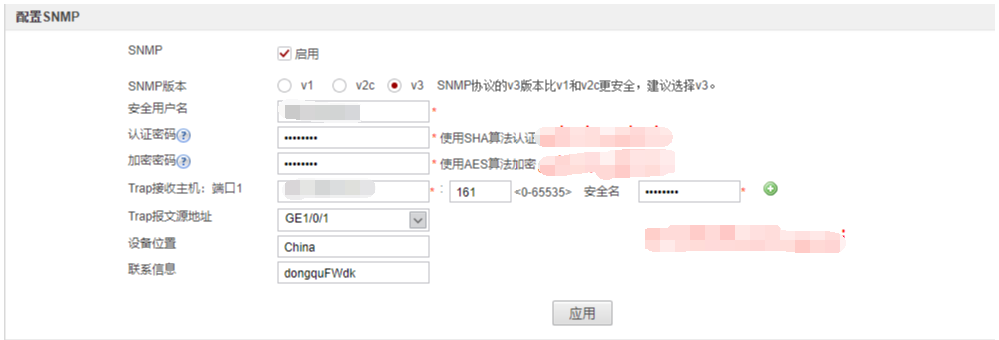 配置SNMP
SNMP 启用
SNMP版本 v1 v2c v3 SNMP协议的v3版本比v1和v2c更安全，建议选择v3。
安全用户名 *
认证密码 ? •••••••• * 使用SHA算法认证
加密密码 ? •••••••• * 使用AES算法加密
Trap接收主机：端口1 * : 161 <0-65535> 安全名 •••••••• *
Trap报文源地址 GE1/0/1
设备位置 China
联系信息 dongquFWdk
应用